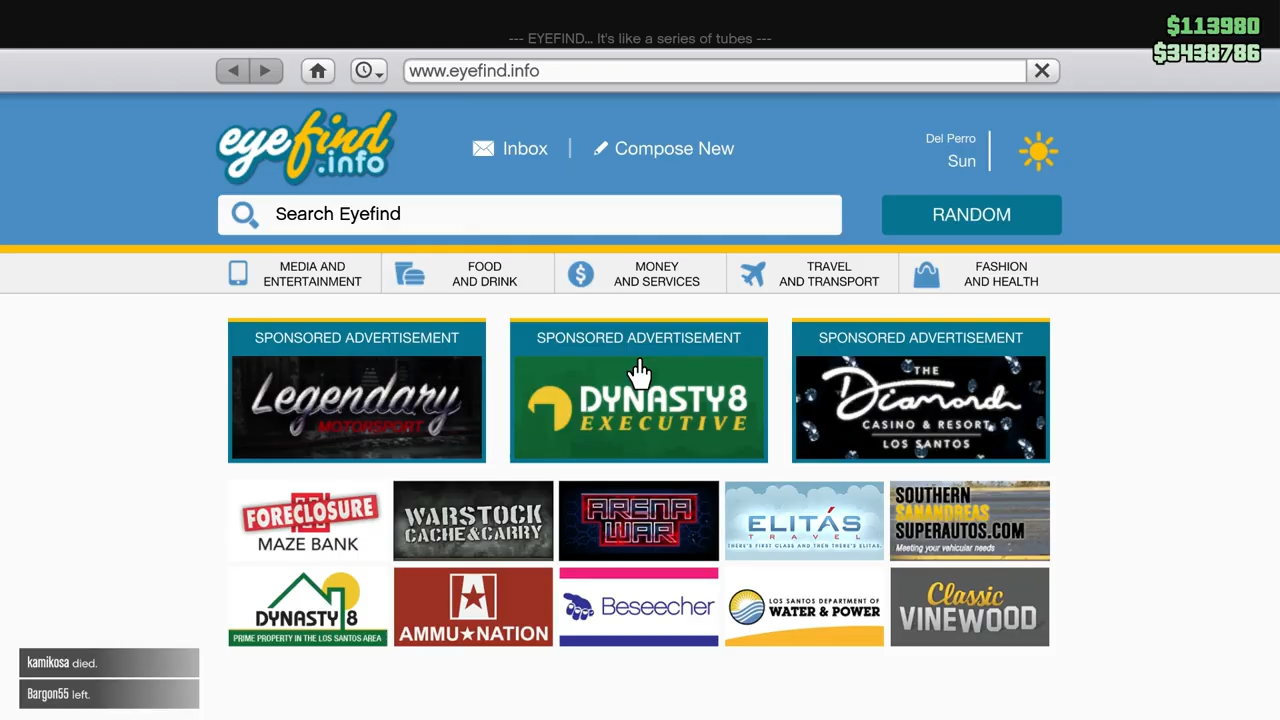 $113980
--- EYEFIND... It's like a series of tubes ---
$3438786
www.eyefind.info
eyefind
.info
Inbox
Compose New
Del Perro
Sun
Search Eyefind
RANDOM
MEDIA AND
ENTERTAINMENT
FOOD
AND DRINK
MONEY
AND SERVICES
TRAVEL
AND TRANSPORT
FASHION
AND HEALTH
SPONSORED ADVERTISEMENT
Legendary
MOTORSPORT
SPONSORED ADVERTISEMENT
DYNASTY8
EXECUTIVE
SPONSORED ADVERTISEMENT
THE
Diamond
CASINO & RESORT
LOS SANTOS
FORECLOSURE
MAZE BANK
WARSTOCK
CACHE&CARRY
ARENA
WAR
ELITÁS
TRAVEL
THERE'S FIRST CLASS AND THEN THERE'S ELITÁS.
SOUTHERN
SANANDREAS
SUPERAUTOS.COM
Meeting your vehicular needs
DYNASTY 8
PRIME PROPERTY IN THE LOS SANTOS AREA
AMMU★NATION
Beseecher
LOS SANTOS DEPARTMENT OF
WATER & POWER
Classic
VINEWOOD
kamikosa died.
Bargon55 left.